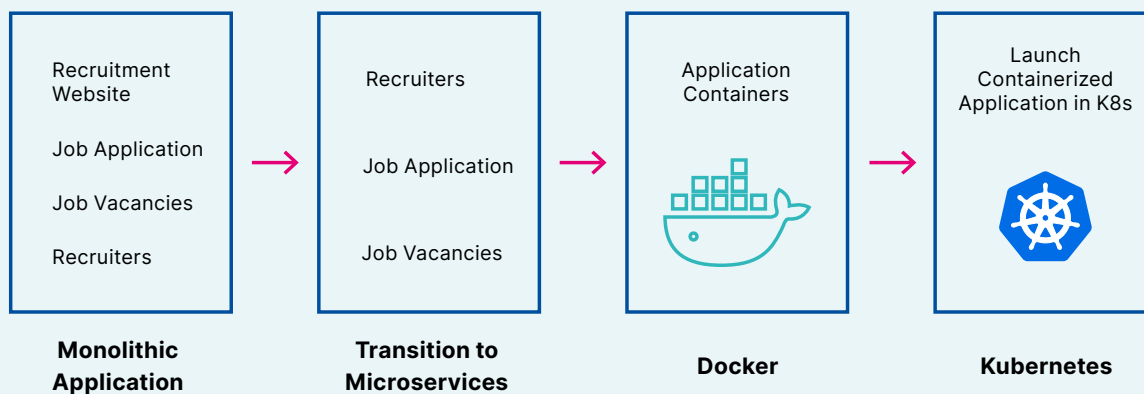 Recruitment
Website
Job Application
Job Vacancies
Recruiters
Monolithic
Application
Recruiters
Job Application
Job Vacancies
Transition to
Microservices
Application
Containers
Docker
Launch
Containerized
Application in K8s
Kubernetes